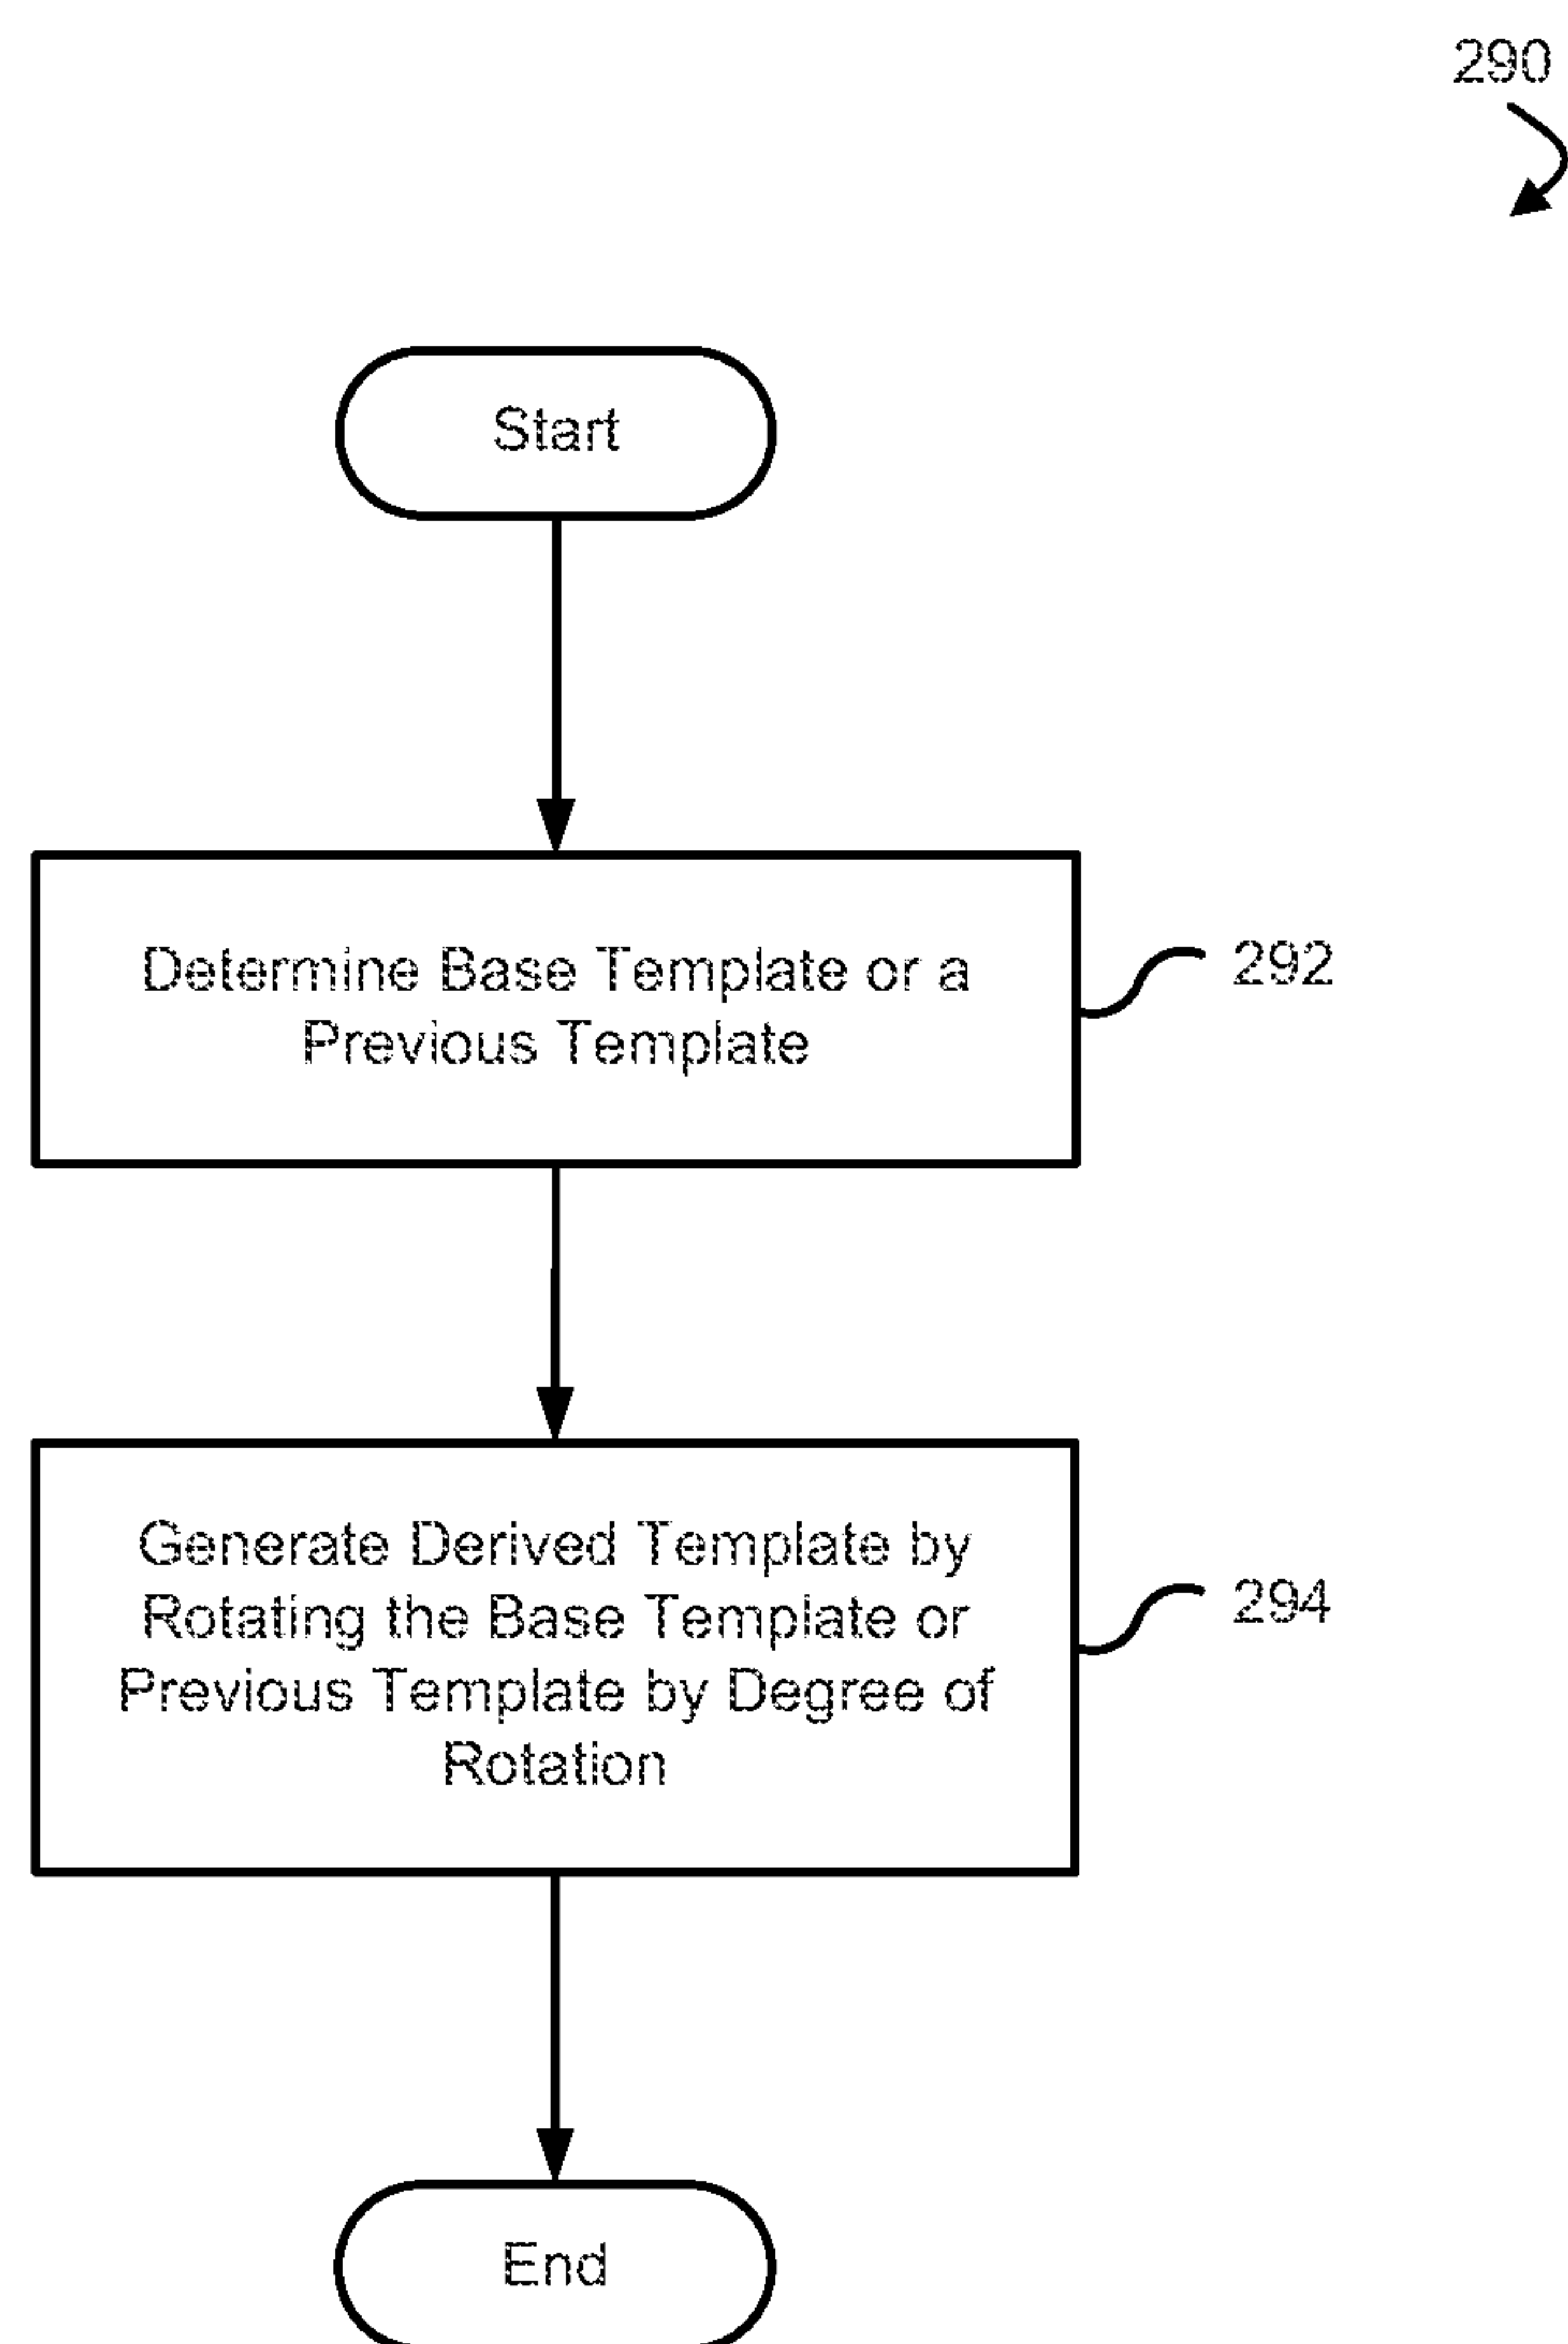 290
Start
Determine Base Template or a
Previous Template
292
Generate Derived Template by
Rotating the Base Template or
Previous Template by Degree of
Rotation
294
End